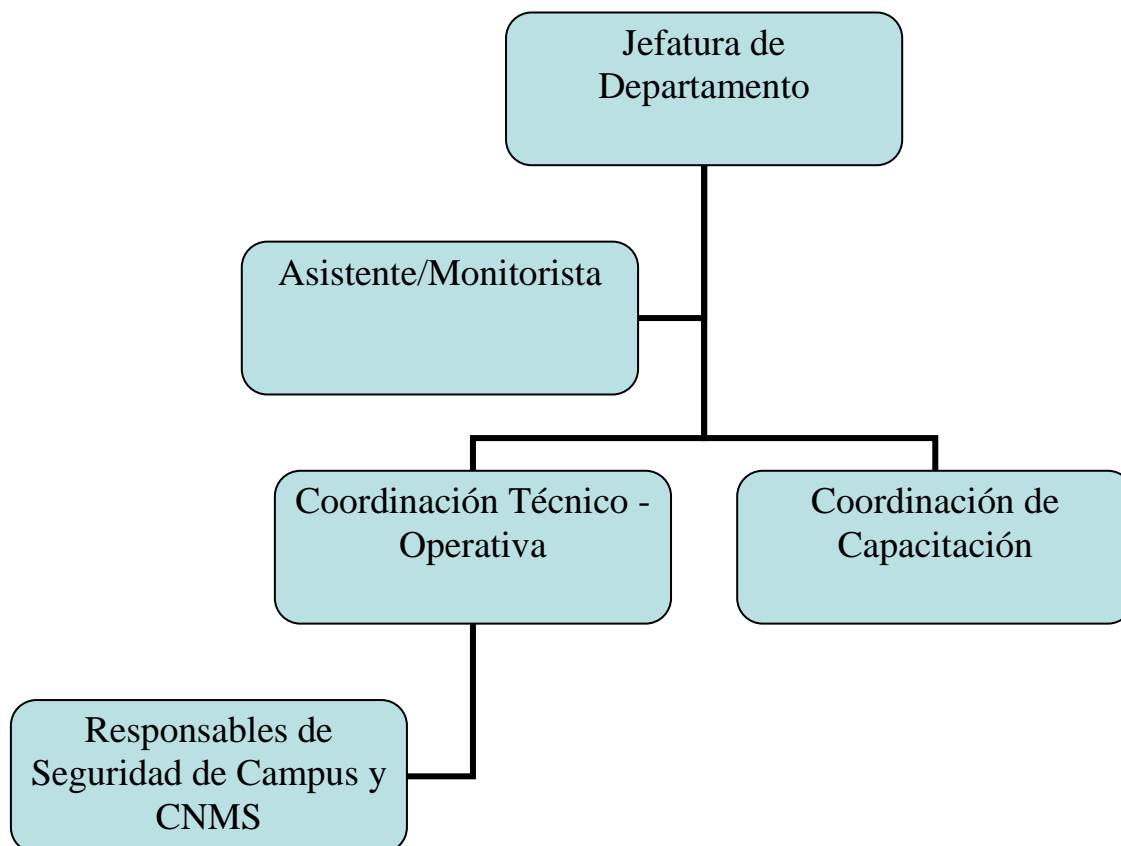 Jefatura de
Departamento
Asistente/Monitorista
Coordinación Técnico -
Operativa
Coordinación de
Capacitación
Responsables de
Seguridad de Campus y
CNMS